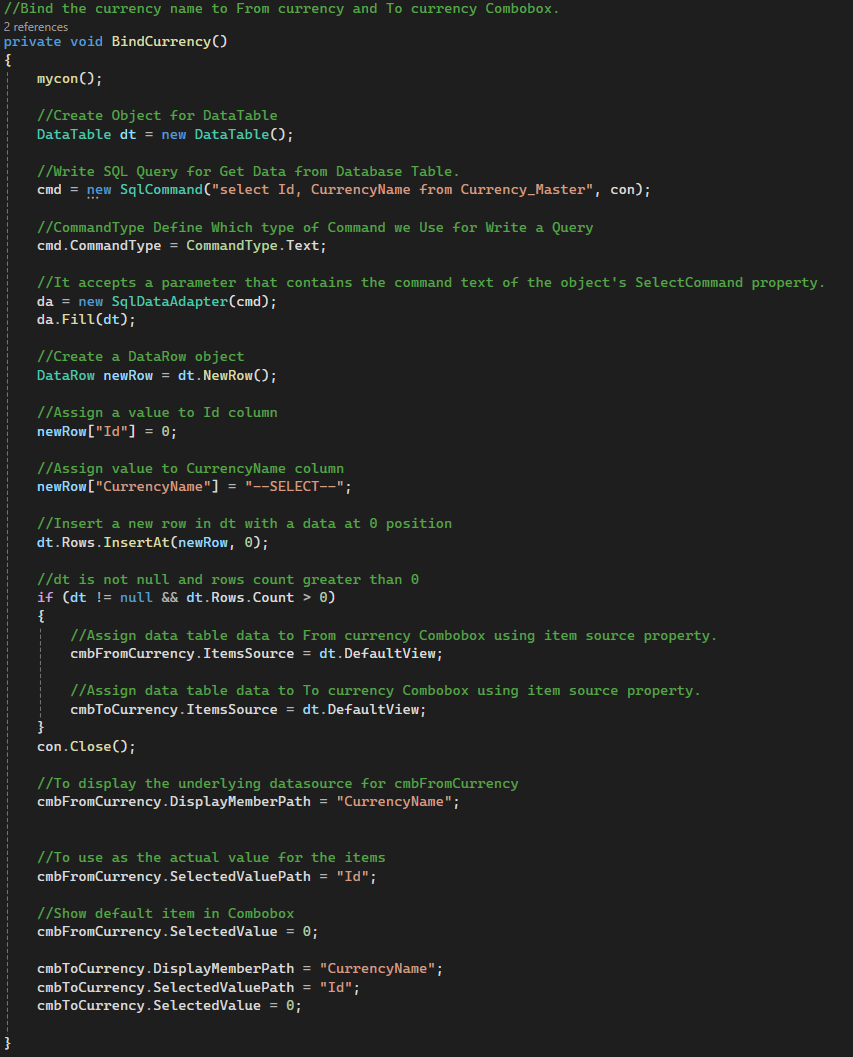 //Bind the currency name to From currency and To currency Combobox.
2 references
private void BindCurrency()
{
mycon();
//Create Object for DataTable
DataTable dt = new DataTable();
//Write SQL Query for Get Data from Database Table.
cmd = new SqlCommand("select Id, CurrencyName from Currency_Master", con);
//CommandType Define Which type of Command we Use for Write a Query
cmd.CommandType = CommandType.Text;
//It accepts a parameter that contains the command text of the object's SelectCommand property.
da = new SqlDataAdapter(cmd);
da.Fill(dt);
//Create a DataRow object
DataRow newRow = dt.NewRow();
//Assign a value to Id column
newRow["Id"] = 0;
//Assign value to CurrencyName column
newRow["CurrencyName"] = "--SELECT--";
//Insert a new row in dt with a data at 0 position
dt.Rows.InsertAt(newRow, 0);
//dt is not null and rows count greater than 0
if (dt != null && dt.Rows.Count > 0)
{
//Assign data table data to From currency Combobox using item source property.
cmbFromCurrency.ItemsSource = dt.DefaultView;
//Assign data table data to To currency Combobox using item source property.
cmbToCurrency.ItemsSource = dt.DefaultView;
}
con.Close();
//To display the underlying datasource for cmbFromCurrency
cmbFromCurrency.DisplayMemberPath = "CurrencyName";
//To use as the actual value for the items
cmbFromCurrency.SelectedValuePath = "Id";
//Show default item in Combobox
cmbFromCurrency.SelectedValue = 0;
cmbToCurrency.DisplayMemberPath = "CurrencyName";
cmbToCurrency.SelectedValuePath = "Id";
cmbToCurrency.SelectedValue = 0;
}